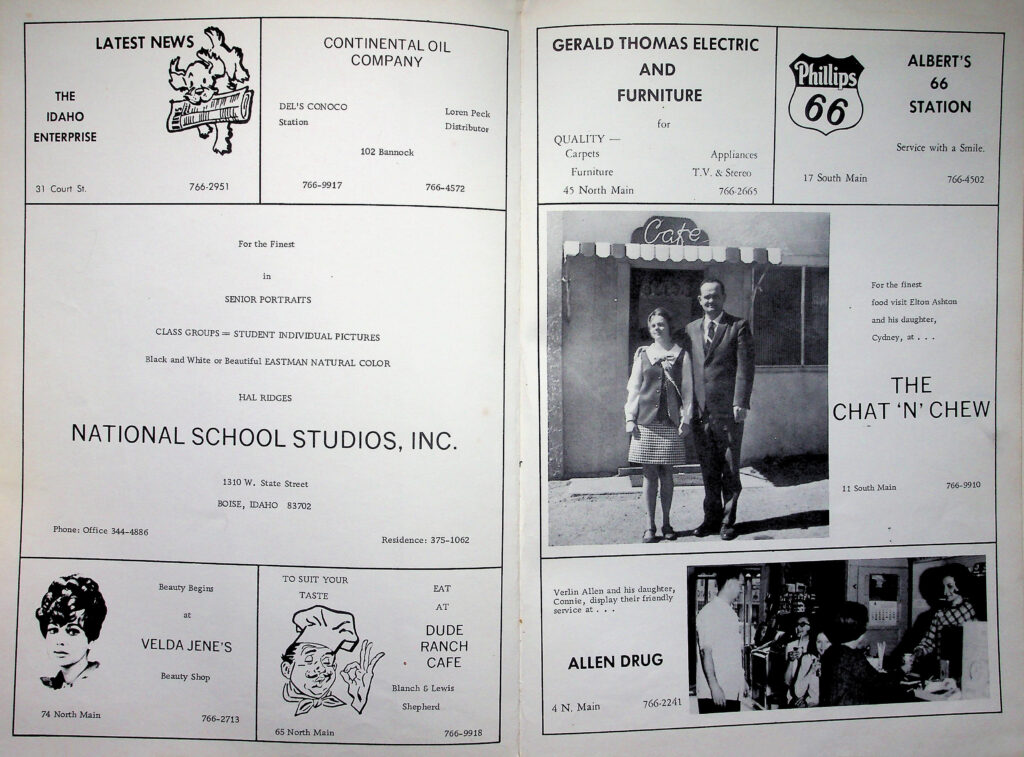 LATEST NEWS
THE
IDAHO
ENTERPRISE
31 Court St.
766-2951
CONTINENTAL OIL
COMPANY
DEL'S CONOCO
Station
Loren Peck
Distributor
102 Bannock
766-9917
766-4572
For the Finest
in
SENIOR PORTRAITS
CLASS GROUPS = STUDENT INDIVIDUAL PICTURES
Black and White or Beautiful EASTMAN NATURAL COLOR
HAL RIDGES
NATIONAL SCHOOL STUDIOS, INC.
1310 W. State Street
BOISE, IDAHO 83702
Phone: Office 344-4886
Residence: 375-1062
Beauty Begins
at
VELDA JENE'S
Beauty Shop
74 North Main
766-2713
TO SUIT YOUR
TASTE
EAT
AT
DUDE
RANCH
CAFE
Blanch & Lewis
Shepherd
65 North Main
766-9918
GERALD THOMAS ELECTRIC
AND
FURNITURE
for
QUALITY —
Carpets
Appliances
Furniture
T.V. & Stereo
45 North Main
766-2665
Phillips
66
ALBERT'S
66
STATION
Service with a Smile.
17 South Main
766-4502
Cafe
For the finest
food visit Elton Ashton
and his daughter,
Cydney, at . . .
THE
CHAT 'N' CHEW
11 South Main
766-9910
Verlin Allen and his daughter,
Connie, display their friendly
service at . . .
ALLEN DRUG
4 N. Main
766-2241